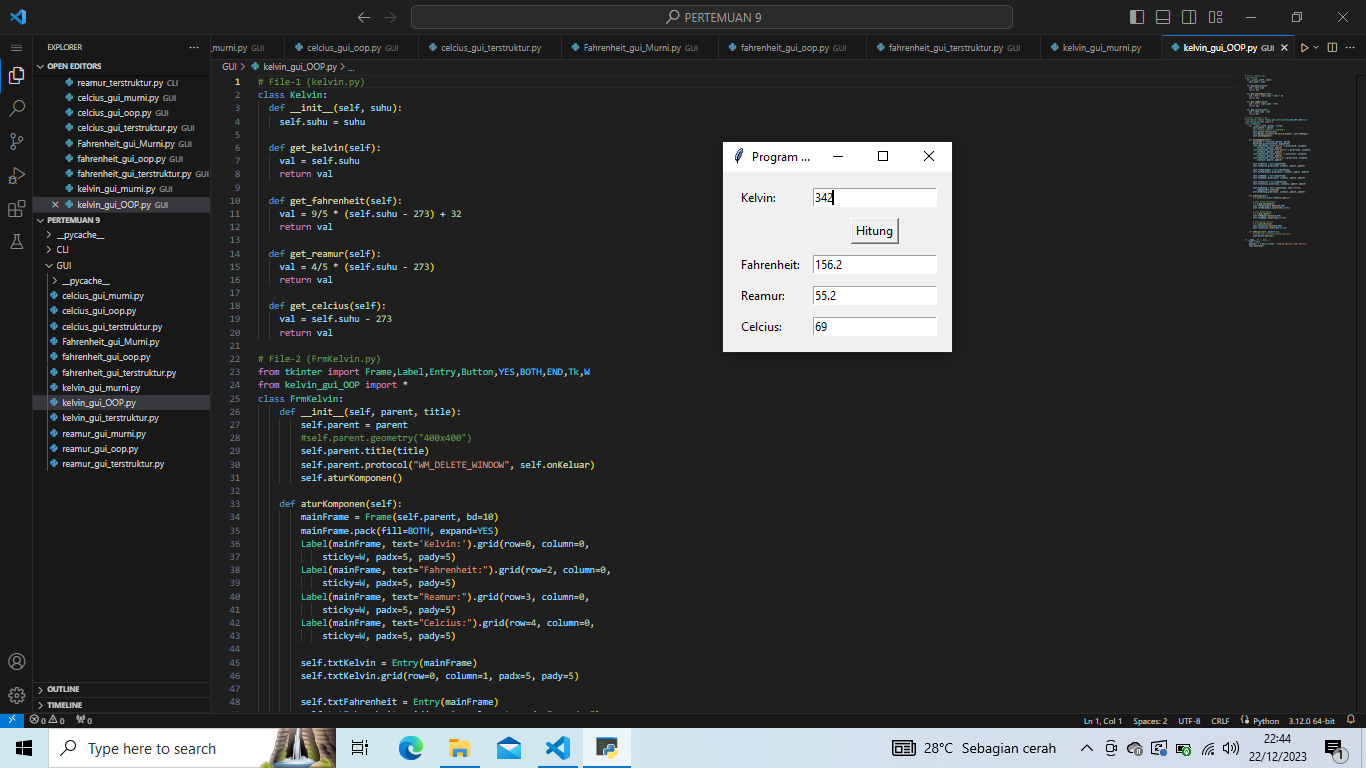 PERTEMUAN 9
EXPLORER
_murni.py GUI
celcius_gui_oop.py GUI
celcius_gui_terstruktur.py GUI
Fahrenheit_gui_Murni.py GUI
fahrenheit_gui_oop.py GUI
fahrenheit_gui_terstruktur.py GUI
kelvin_gui_murni.py GUI
kelvin_gui_OOP.py GUI
OPEN EDITORS
reamur_terstruktur.py CLI
celcius_gui_murni.py GUI
celcius_gui_oop.py GUI
celcius_gui_terstruktur.py GUI
Fahrenheit_gui_Murni.py GUI
fahrenheit_gui_oop.py GUI
fahrenheit_gui_terstruktur.py GUI
kelvin_gui_murni.py GUI
kelvin_gui_OOP.py GUI
PERTEMUAN 9
__pycache__
CLI
GUI
__pycache__
celcius_gui_murni.py
celcius_gui_oop.py
celcius_gui_terstruktur.py
Fahrenheit_gui_Murni.py
fahrenheit_gui_oop.py
fahrenheit_gui_terstruktur.py
kelvin_gui_murni.py
kelvin_gui_OOP.py
kelvin_gui_terstruktur.py
reamur_gui_murni.py
reamur_gui_oop.py
reamur_gui_terstruktur.py
OUTLINE
TIMELINE
GUI > kelvin_gui_OOP.py > ...
1 # File-1 (kelvin.py)
2 class Kelvin:
3 def __init__(self, suhu):
4 self.suhu = suhu
5
6 def get_kelvin(self):
7 val = self.suhu
8 return val
9
10 def get_fahrenheit(self):
11 val = 9/5 * (self.suhu - 273) + 32
12 return val
13
14 def get_reamur(self):
15 val = 4/5 * (self.suhu - 273)
16 return val
17
18 def get_celcius(self):
19 val = self.suhu - 273
20 return val
21
22 # File-2 (FrmKelvin.py)
23 from tkinter import Frame,Label,Entry,Button,YES,BOTH,END,Tk,W
24 from kelvin_gui_OOP import *
25 class FrmKelvin:
26 def __init__(self, parent, title):
27 self.parent = parent
28 #self.parent.geometry("400x400")
29 self.parent.title(title)
30 self.parent.protocol("WM_DELETE_WINDOW", self.onKeluar)
31 self.aturKomponen()
32
33 def aturKomponen(self):
34 mainFrame = Frame(self.parent, bd=10)
35 mainFrame.pack(fill=BOTH, expand=YES)
36 Label(mainFrame, text='Kelvin:').grid(row=0, column=0,
37 sticky=W, padx=5, pady=5)
38 Label(mainFrame, text="Fahrenheit:").grid(row=2, column=0,
39 sticky=W, padx=5, pady=5)
40 Label(mainFrame, text="Reamur:").grid(row=3, column=0,
41 sticky=W, padx=5, pady=5)
42 Label(mainFrame, text="Celcius:").grid(row=4, column=0,
43 sticky=W, padx=5, pady=5)
44
45 self.txtKelvin = Entry(mainFrame)
46 self.txtKelvin.grid(row=0, column=1, padx=5, pady=5)
47
48 self.txtFahrenheit = Entry(mainFrame)
Program ...
Kelvin: 342
Hitung
Fahrenheit: 156.2
Reamur: 55.2
Celcius: 69
0 0 0
Ln 1, Col 1 Spaces: 2 UTF-8 CRLF Python 3.12.0 64-bit
Type here to search
28°C Sebagian cerah
22:44
22/12/2023
1